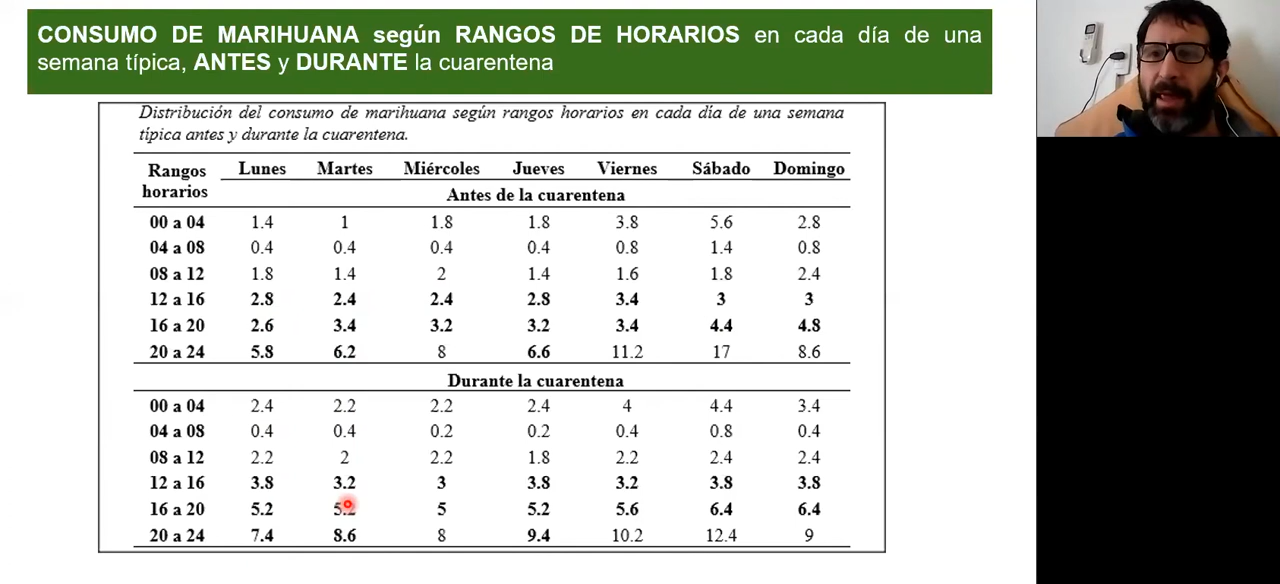 CONSUMO DE MARIHUANA según RANGOS DE HORARIOS en cada día de una
semana típica, ANTES y DURANTE la cuarentena
Distribución del consumo de marihuana según rangos horarios en cada día de una semana
típica antes y durante la cuarentena.
Rangos horarios Lunes Martes Miércoles Jueves Viernes Sábado Domingo
Antes de la cuarentena
00 a 04 1.4 1 1.8 1.8 3.8 5.6 2.8
04 a 08 0.4 0.4 0.4 0.4 0.8 1.4 0.8
08 a 12 1.8 1.4 2 1.4 1.6 1.8 2.4
12 a 16 2.8 2.4 2.4 2.8 3.4 3 3
16 a 20 2.6 3.4 3.2 3.2 3.4 4.4 4.8
20 a 24 5.8 6.2 8 6.6 11.2 17 8.6
Durante la cuarentena
00 a 04 2.4 2.2 2.2 2.4 4 4.4 3.4
04 a 08 0.4 0.4 0.2 0.2 0.4 0.8 0.4
08 a 12 2.2 2 2.2 1.8 2.2 2.4 2.4
12 a 16 3.8 3.2 3 3.8 3.2 3.8 3.8
16 a 20 5.2 5.2 5 5.2 5.6 6.4 6.4
20 a 24 7.4 8.6 8 9.4 10.2 12.4 9